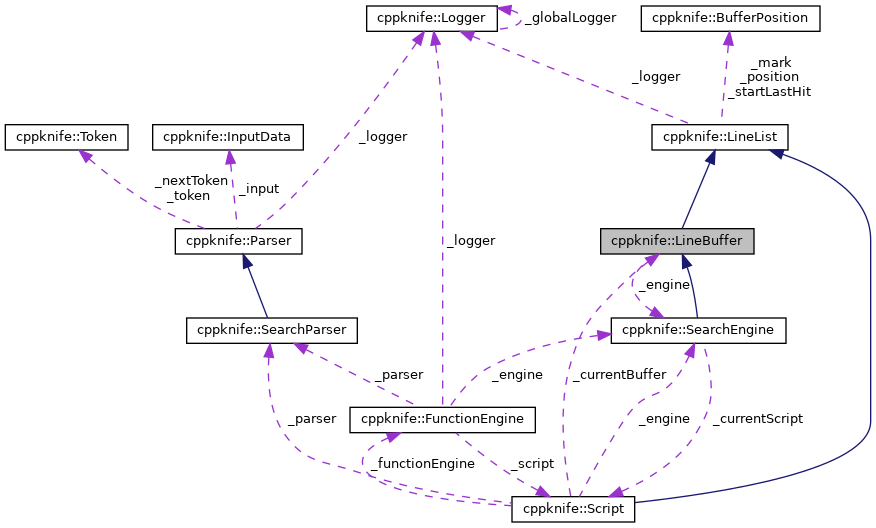 cppknife::Logger
_globalLogger
cppknife::BufferPosition
_mark
_position
_startLastHit
_logger
cppknife::Token
cppknife::InputData
_logger
cppknife::LineList
_nextToken
_token
_input
cppknife::Parser
_logger
cppknife::LineBuffer
_engine
cppknife::SearchParser
cppknife::SearchEngine
_parser
_engine
_currentBuffer
_parser
cppknife::FunctionEngine
_engine
_currentScript
_functionEngine
_script
cppknife::Script